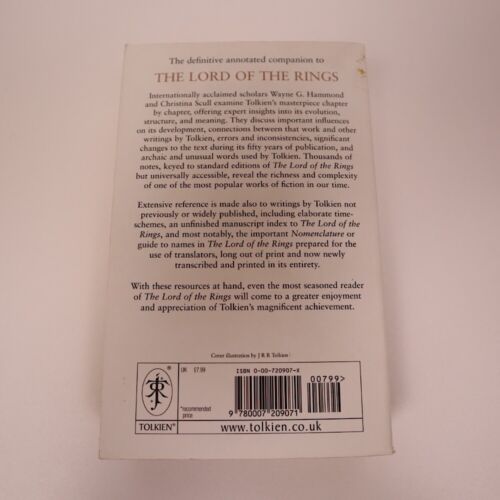 The definitive annotated companion to
THE LORD OF THE RINGS
Internationally acclaimed scholars Wayne G. Hammond
and Christina Scull examine Tolkien's masterpiece chapter
by chapter, offering expert insights into its evolution,
structure, and meaning. They discuss important influences
on its development, connections between that work and other
writings by Tolkien, errors and inconsistencies, significant
changes to the text during its fifty years of publication, and
archaic and unusual words used by Tolkien. Thousands of
notes, keyed to standard editions of The Lord of the Rings
but universally accessible, reveal the richness and complexity
of one of the most popular works of fiction in our time.
Extensive reference is made also to writings by Tolkien not
previously or widely published, including elaborate time-
schemes, an unfinished manuscript index to The Lord of the
Rings, and most notably, the important Nomenclature or
guide to names in The Lord of the Rings prepared for the
use of translators, long out of print and now newly
transcribed and printed in its entirety.
With these resources at hand, even the most seasoned reader
of The Lord of the Rings will come to a greater enjoyment
and appreciation of Tolkien's magnificent achievement.
Cover illustration by J R R Tolkien
®
TOLKIEN®
UK £7.99
*recommended
price
ISBN 0-00-720907-X
00799>
9 780007 209071
www.tolkien.co.uk